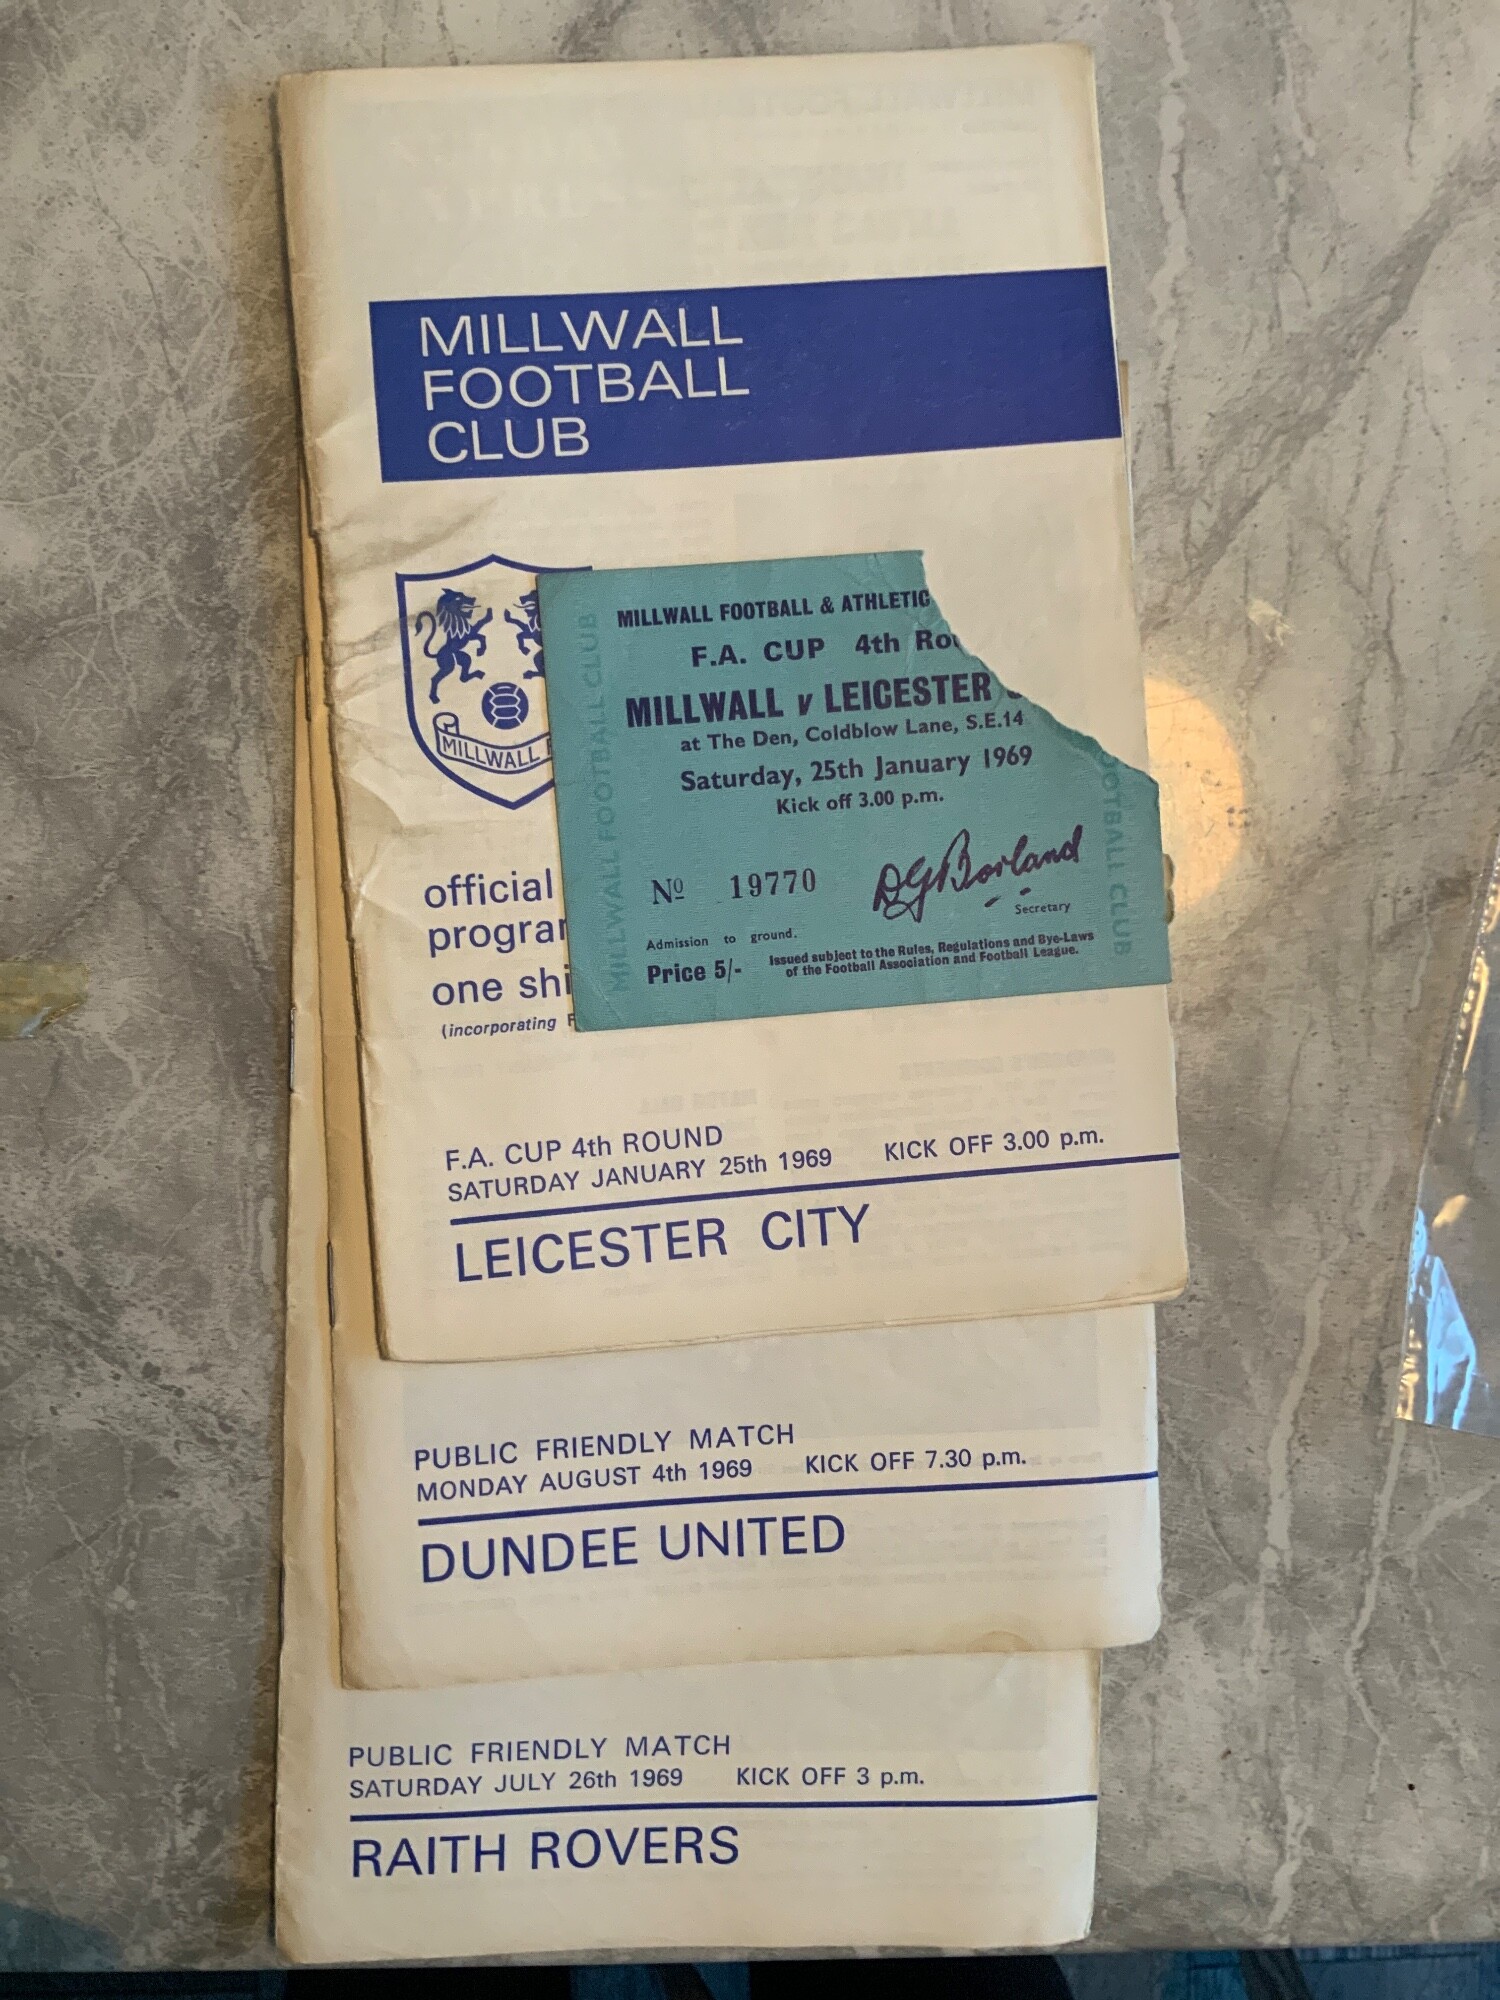 MILLWALL
FOOTBALL
CLUB
MILLWALL
official
one
(incorporating
MILLWALL FOOTBALL CLUB
MILLWALL FOOTBALL & ATHLETIC
F.A. CUP 4th
MILLWALL v LEICESTER
at The Den, Coldblow Lane, S.E.14
Saturday, 25th January 1969
Kick off 3.00 p.m.
Nº 19770
D G Borland
Secretary
Admission to ground.
Price 5/-
Issued subject to the Rules, Regulations and Bye-Laws
of the Football Association and Football League.
CLUB
F.A. CUP 4th ROUND
SATURDAY JANUARY 25th 1969 KICK OFF 3.00 p.m.
LEICESTER CITY
PUBLIC FRIENDLY MATCH
MONDAY AUGUST 4th 1969 KICK OFF 7.30 p.m.
DUNDEE UNITED
PUBLIC FRIENDLY MATCH
SATURDAY JULY 26th 1969 KICK OFF 3 p.m.
RAITH ROVERS